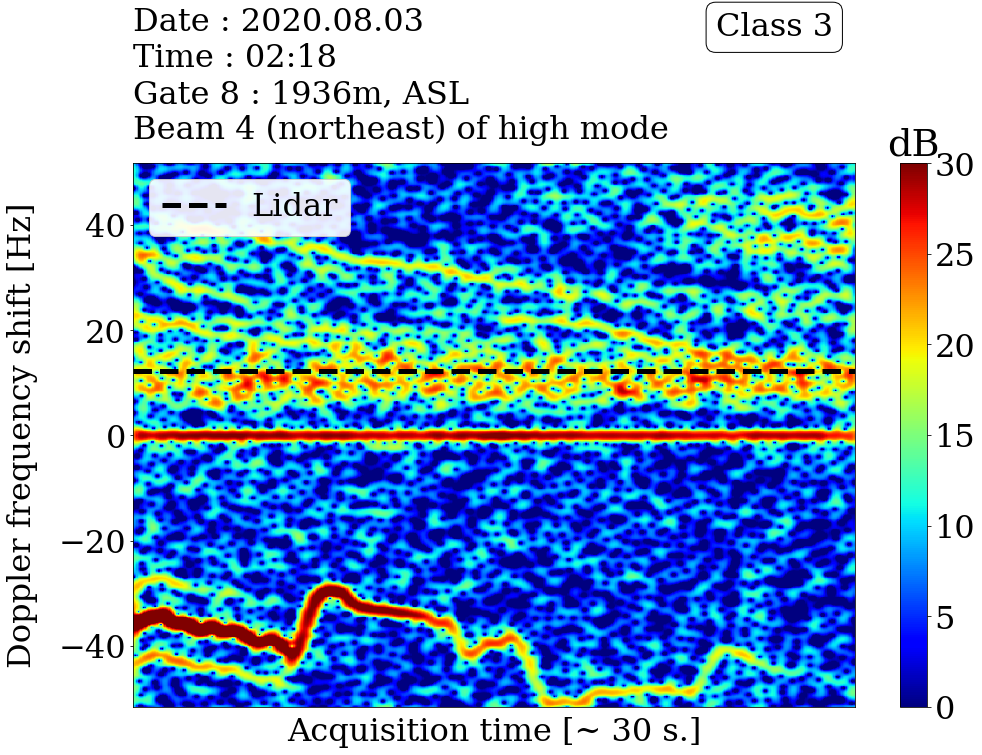 Date : 2020.08.03
Time : 02:18
Gate 8 : 1936m, ASL
Beam 4 (northeast) of high mode
Class 3
dB
Lidar
Doppler frequency shift [Hz]
40
20
0
−20
−40
Acquisition time [~ 30 s.]
30
25
20
15
10
5
0